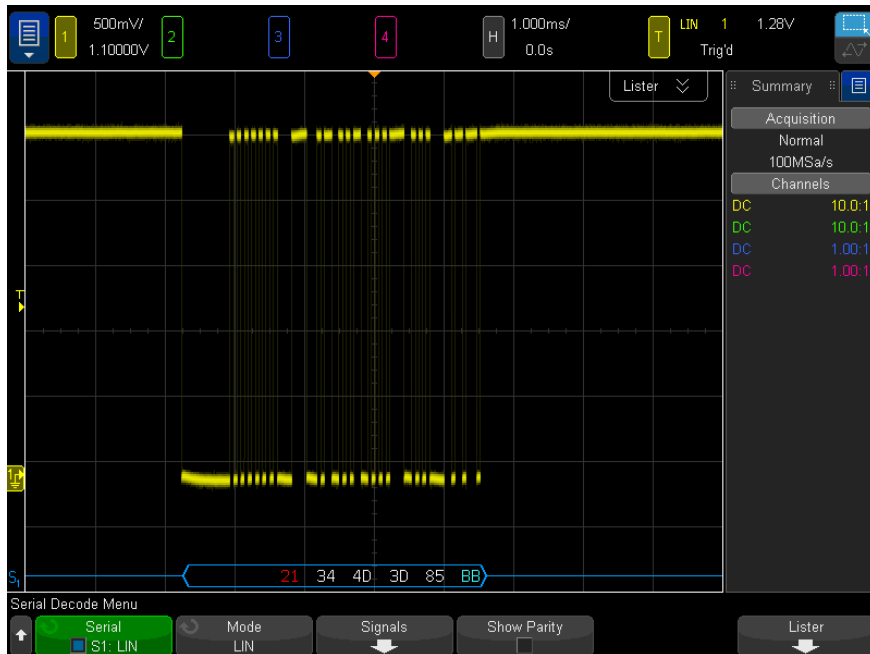 1 500mV/ 2 3 4 H 1.000ms/ T LIN 1 1.28V
1.10000V 0.0s Trig'd
Lister
Summary
Acquisition
Normal
100MSa/s
Channels
DC 10.0:1
DC 10.0:1
DC 1.00:1
DC 1.00:1
T
1
S1 21 34 4D 3D 85 BB
Serial Decode Menu
Serial Mode Signals Show Parity Lister
S1: LIN LIN